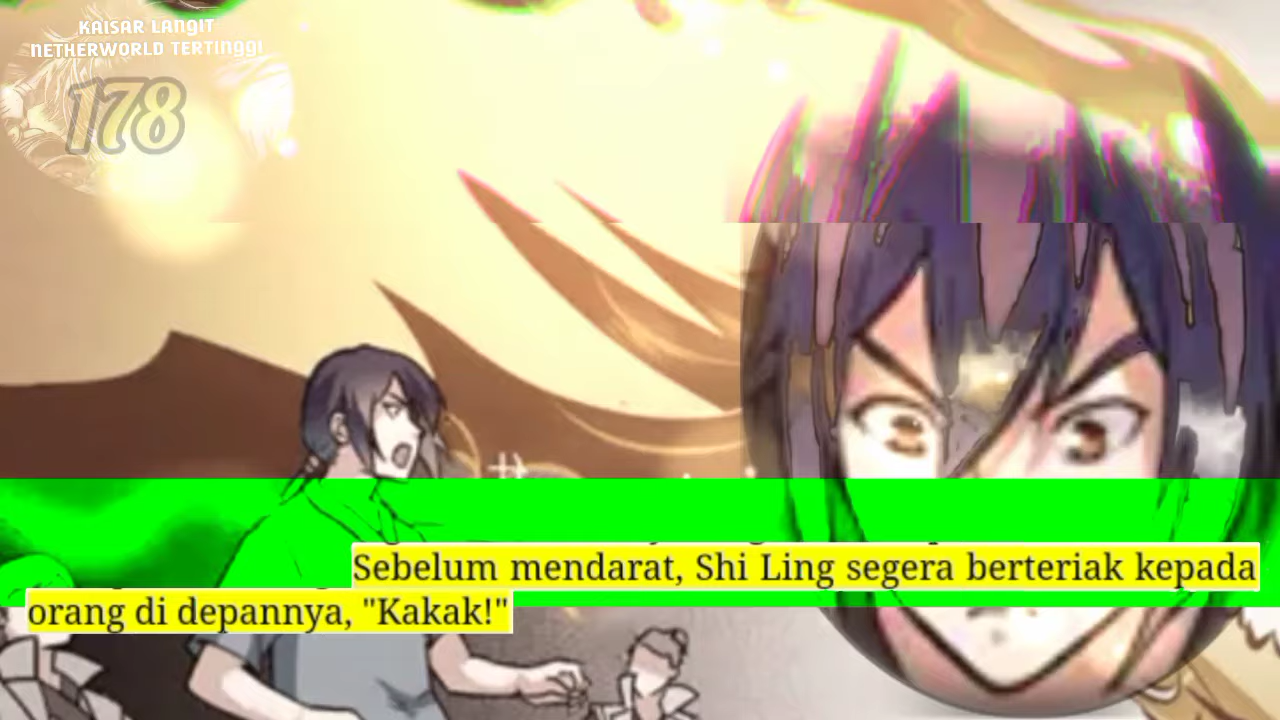 KAISAR LANGIT
NETHERWORLD TERTINGGI
178
Sebelum mendarat, Shi Ling segera berteriak kepada
orang di depannya, "Kakak!"